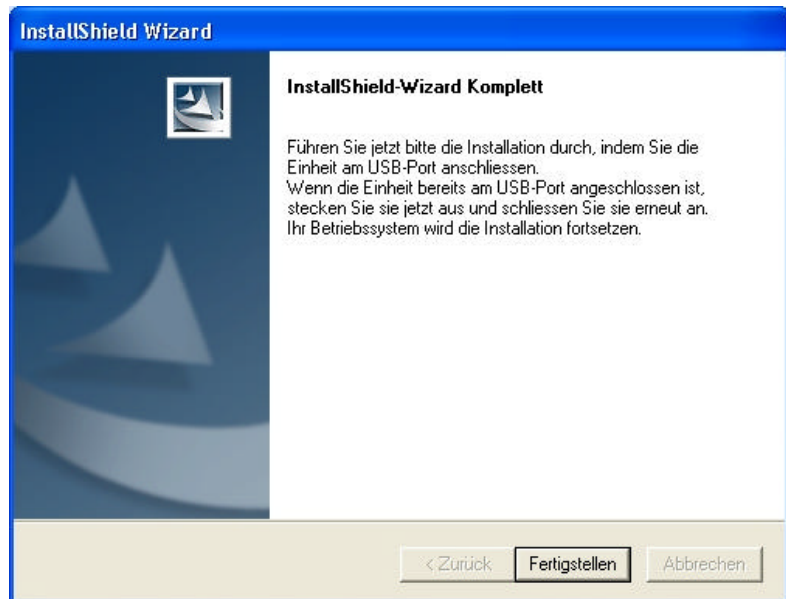 InstallShield Wizard
InstallShield-Wizard Komplett
Führen Sie jetzt bitte die Installation durch, indem Sie die
Einheit am USB-Port anschliessen.
Wenn die Einheit bereits am USB-Port angeschlossen ist,
stecken Sie sie jetzt aus und schliessen Sie sie erneut an.
Ihr Betriebssystem wird die Installation fortsetzen.
< Zurück Fertigstellen Abbrechen